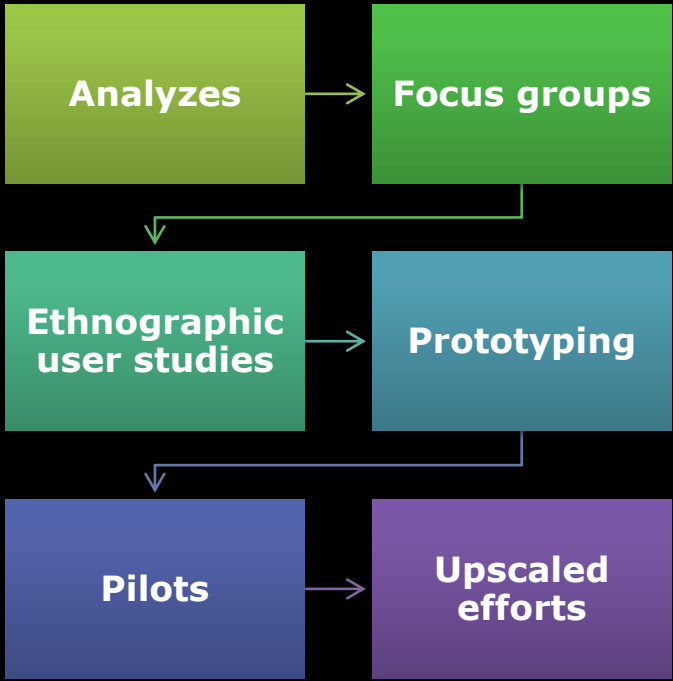 Analyzes
Focus groups
Ethnographic
user studies
Prototyping
Pilots
Upscaled
efforts